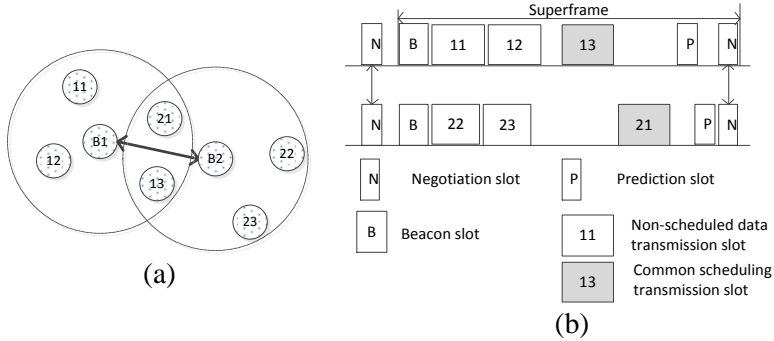 11
21
B1
B2
22
12
13
23
(a)
Superframe
N B 11 12 13 P N
N B 22 23 21 P N
N Negotiation slot
P Prediction slot
B Beacon slot
11 Non-scheduled data
transmission slot
13 Common scheduling
transmission slot
(b)